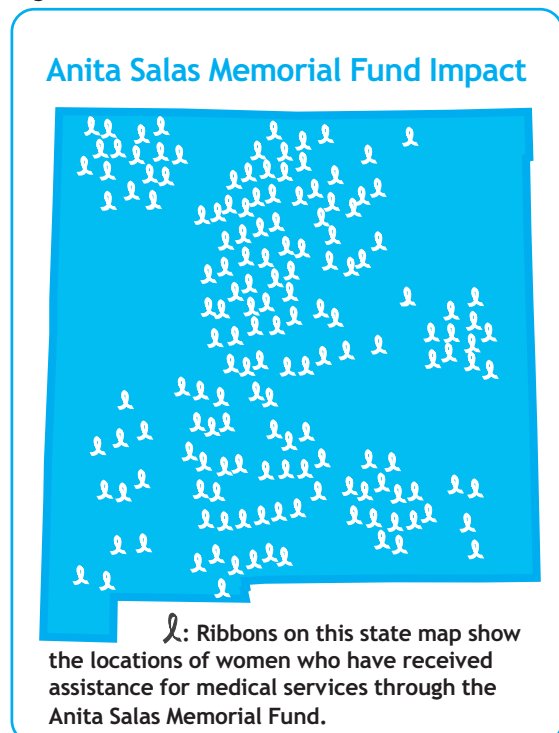 Anita Salas Memorial Fund Impact
: Ribbons on this state map show
the locations of women who have received
assistance for medical services through the
Anita Salas Memorial Fund.